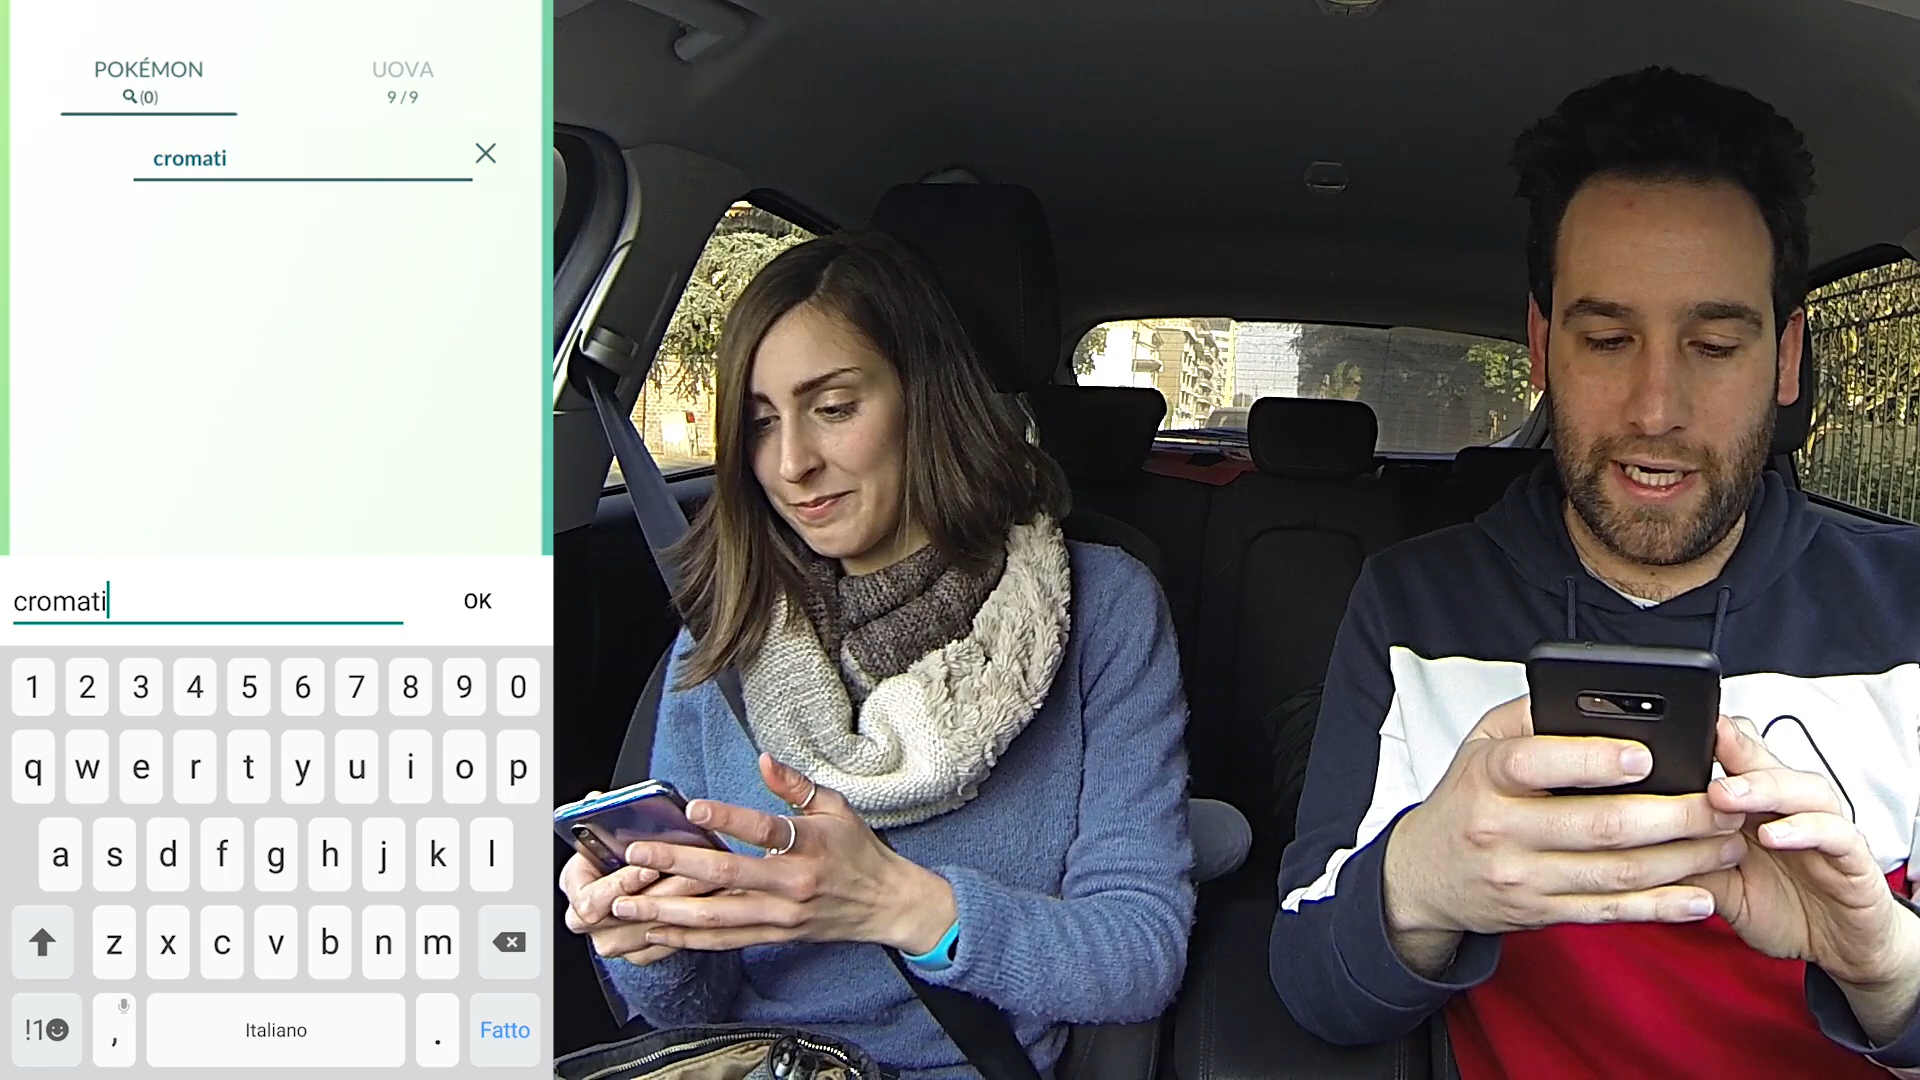 POKÉMON
(0)
UOVA
9 / 9
cromati
cromati
OK
1 2 3 4 5 6 7 8 9 0
q w e r t y u i o p
a s d f g h j k l
z x c v b n m
!1
,
Italiano
.
Fatto